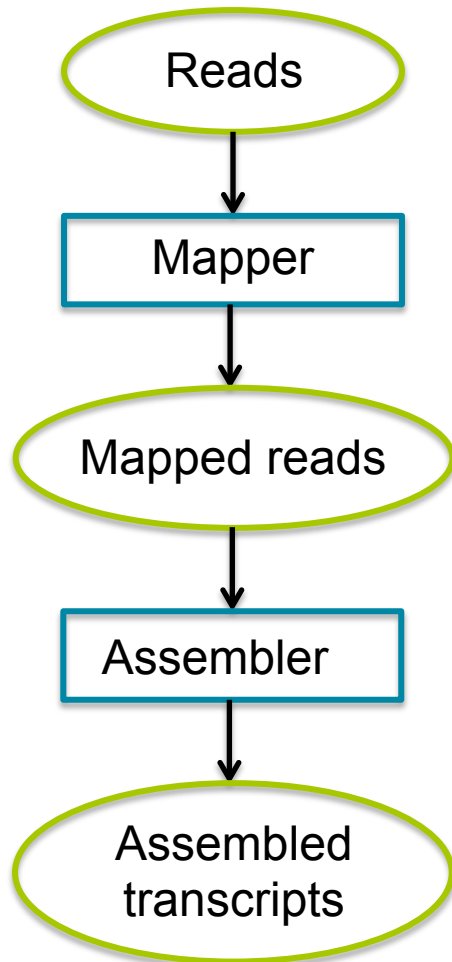 Reads
Mapper
Mapped reads
Assembler
Assembled
transcripts